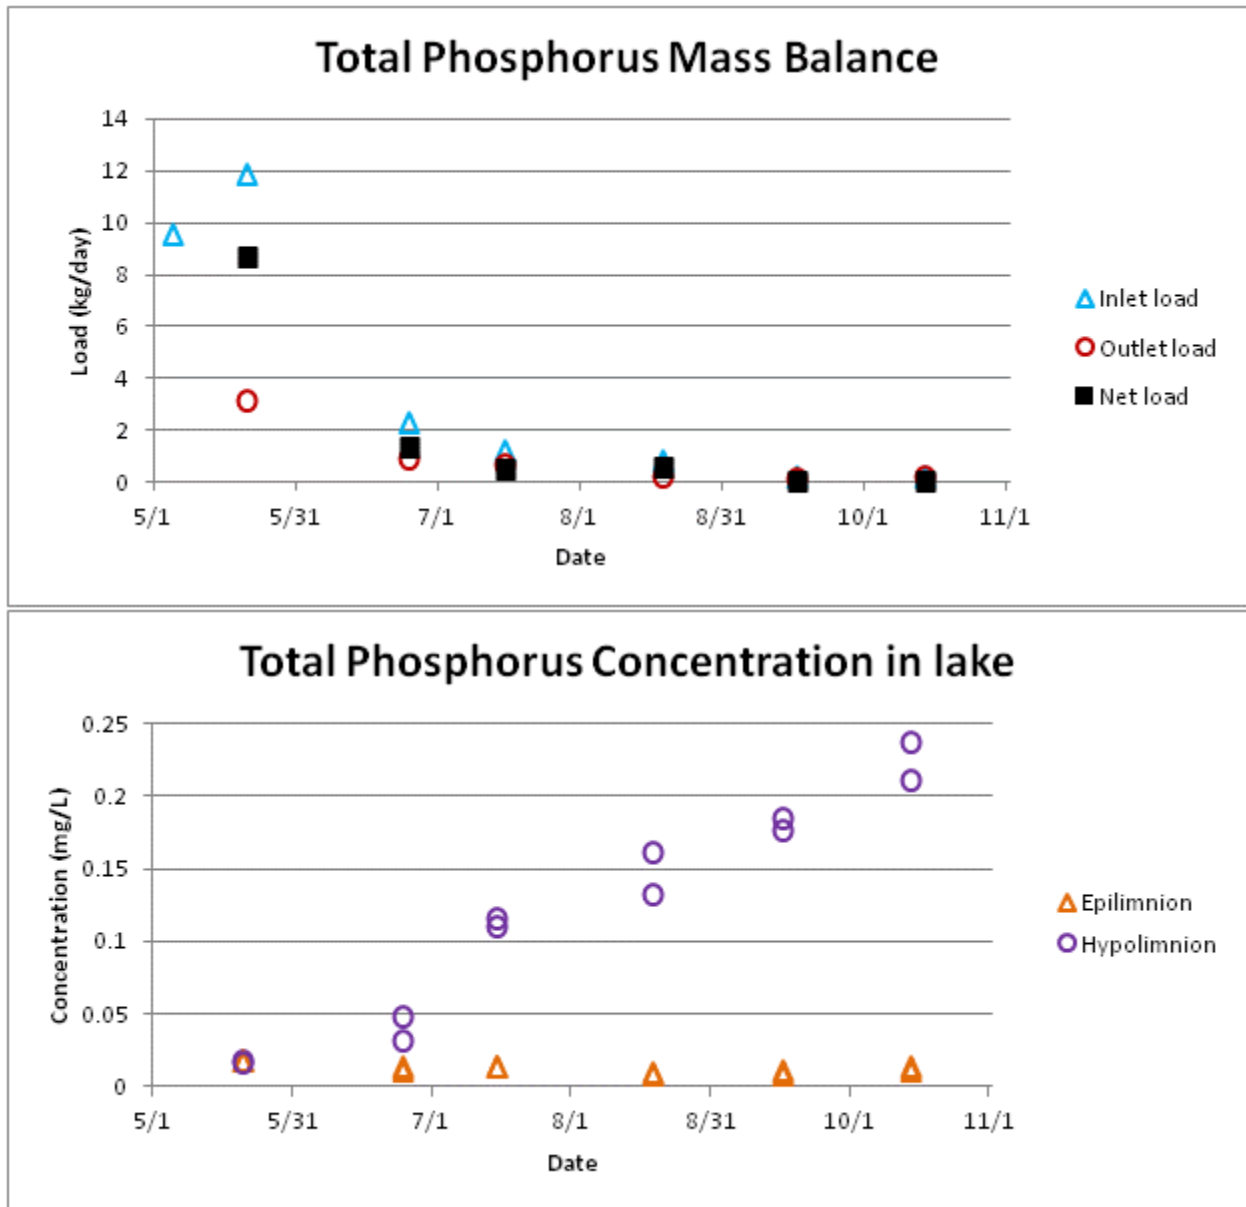 Total Phosphorus Mass Balance
14
12
10
8
6
4
2
0
Load (kg/day)
5/1 5/31 7/1 8/1 8/31 10/1 11/1
Date
Inlet load
Outlet load
Net load
Total Phosphorus Concentration in lake
0.25
0.2
0.15
0.1
0.05
0
Concentration (mg/L)
5/1 5/31 7/1 8/1 8/31 10/1 11/1
Date
Epilimnion
Hypolimnion